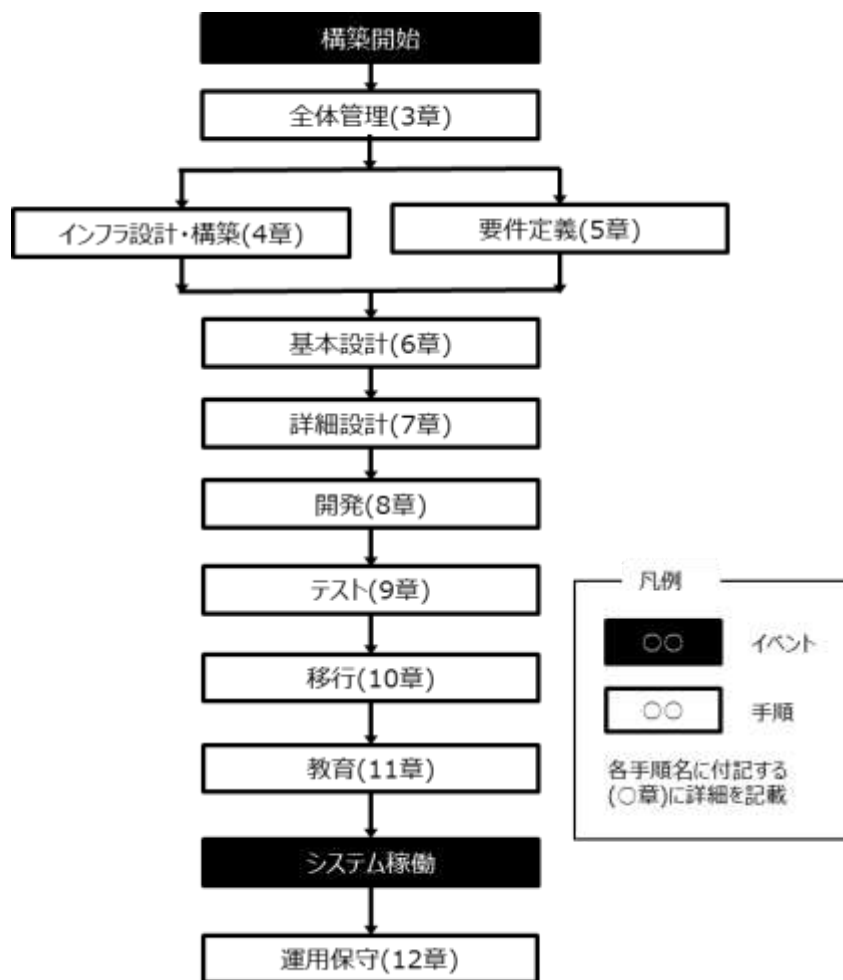 構築開始
全体管理(3章)
インフラ設計・構築(4章)
要件定義(5章)
基本設計(6章)
詳細設計(7章)
開発(8章)
テスト(9章)
移行(10章)
教育(11章)
システム稼働
運用保守(12章)
凡例
○○
イベント
○○
手順
各手順名に付記する
(○章)に詳細を記載